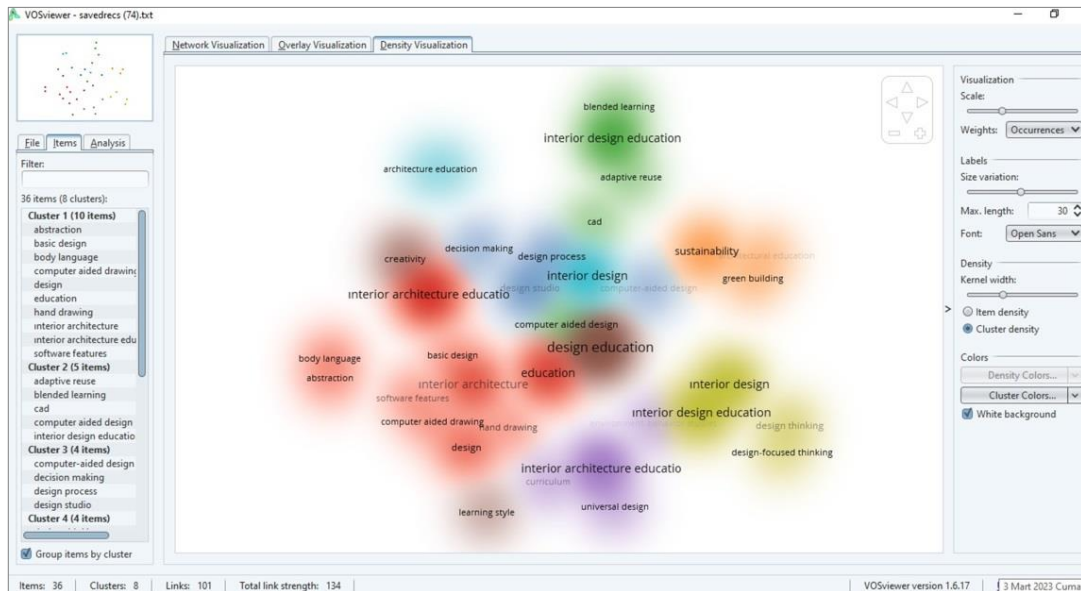 VOSviewer - savedrecs (74).txt
Network Visualization Overlay Visualization Density Visualization
File Items Analysis
Filter:
36 items (8 clusters):
Cluster 1 (10 items)
abstraction
basic design
body language
computer aided drawing
design
education
hand drawing
ınterior architecture
ınterior architecture edu
software features
Cluster 2 (5 items)
adaptive reuse
blended learning
cad
computer aided design
interior design educatio
Cluster 3 (4 items)
computer-aided design
decision making
design process
design studio
Cluster 4 (4 items)
Group items by cluster
blended learning
interior design education
architecture education
adaptive reuse
cad
decision making
design process
sustainability
architectural education
creativity
interior design
green building
design studio
computer-aided design
ınterior architecture educatio
computer aided design
design education
body language
basic design
education
abstraction
ınterior architecture
ınterior design
software features
ınterior design education
computer aided drawing
hand drawing
design thinking
design
design-focused thinking
interior architecture educatio
curriculum
learning style
universal design
Visualization
Scale:
Weights: Occurrences
Labels
Size variation:
Max. length: 30
Font: Open Sans
Density
Kernel width:
>
Item density
Cluster density
Colors
Density Colors...
Cluster Colors...
White background
Items: 36 Clusters: 8 Links: 101 Total link strength: 134 VOSviewer version 1.6.17 3 Mart 2023 Cuma